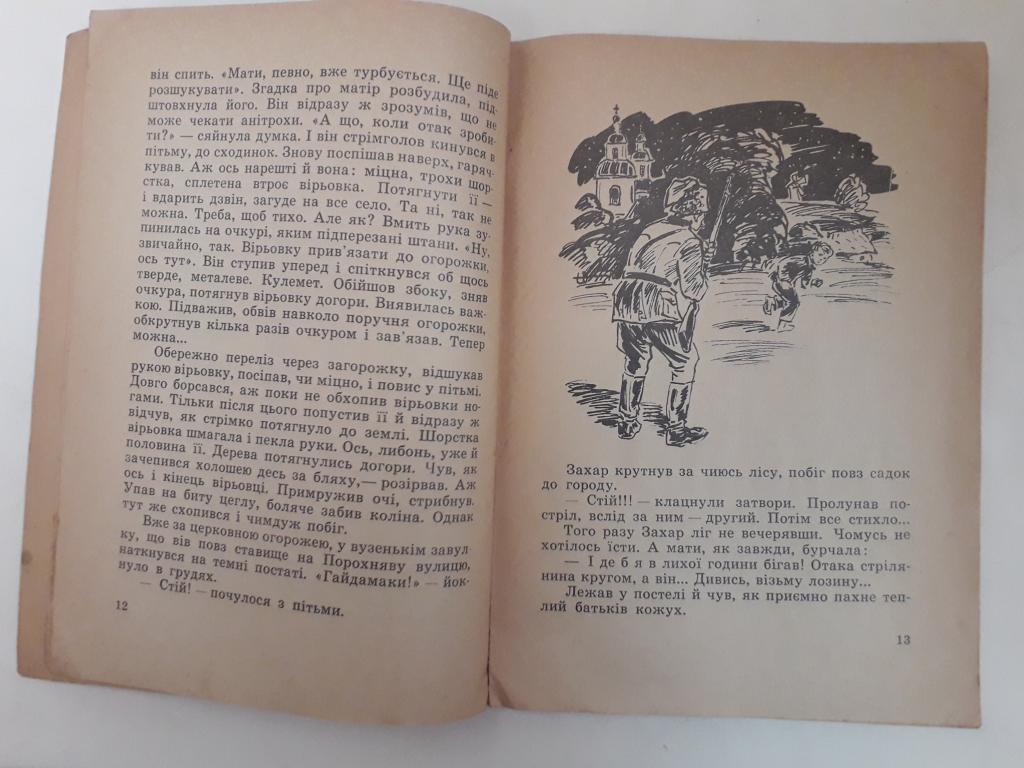 він спить. «Мати, певно, вже турбується. Ще піде
розшукувати». Згадка про матір розбудила, під-
штовхнула його. Він відразу ж зрозумів, що не
може чекати анітрохи. «А що, коли отак зроби-
ти?» — сяйнула думка. І він стрімголов кинувся в
пітьму, до сходинок. Знову поспішав наверх, гаряч-
кував. Аж ось нарешті й вона: міцна, трохи шор-
стка, сплетена втроє вірьовка. Потягнути її —
і вдарить дзвін, загуде на все село. Та ні, так не
можна. Треба, щоб тихо. Але як? Вмить рука зу-
пинилась на очкурі, яким підперезані штани. «Ну,
звичайно, так. Вірьовку прив'язати до огорожки,
ось тут». Він ступив уперед і спіткнувся об щось
тверде, металеве. Кулемет. Обійшов збоку, зняв
очкура, потягнув вірьовку догори. Виявилась важ-
кою. Підважив, обвів навколо поручня огорожки,
обкрутнув кілька разів очкуром і зав'язав. Тепер
можна...
Обережно переліз через загорожку, відшукав
рукою вірьовку, посіпав, чи міцно, і повис у пітьмі.
Довго борсався, аж поки не обхопив вірьовки но-
гами. Тільки після цього попустив її й відразу ж
відчув, як стрімко потягнуло до землі. Шорстка
вірьовка шмагала і пекла руки. Ось, либонь, уже й
половина її. Дерева потягнулись догори. Чув, як
зачепився холошею десь за бляху,— розірвав. Аж
ось і кінець вірьовці. Примружив очі, стрибнув.
Упав на биту цеглу, боляче забив коліна. Однак
тут же схопився і чимдуж побіг.
Вже за церковною огорожею, у вузенькім завул-
ку, що вів повз ставище на Порохняву вулицю,
наткнувся на темні постаті. «Гайдамаки!» — йок-
нуло в грудях.
— Стій! — почулося з пітьми.
12
Захар крутнув за чиюсь лісу, побіг повз садок
до городу.
— Стій!!! — клацнули затвори. Пролунав по-
стріл, вслід за ним — другий. Потім все стихло...
Того разу Захар ліг не вечерявши. Чомусь не
хотілось їсти. А мати, як завжди, бурчала:
— І де б я в лихої години бігав! Отака стріля-
нина кругом, а він... Дивись, візьму лозину...
Лежав у постелі й чув, як приємно пахне теп-
лий батьків кожух.
13